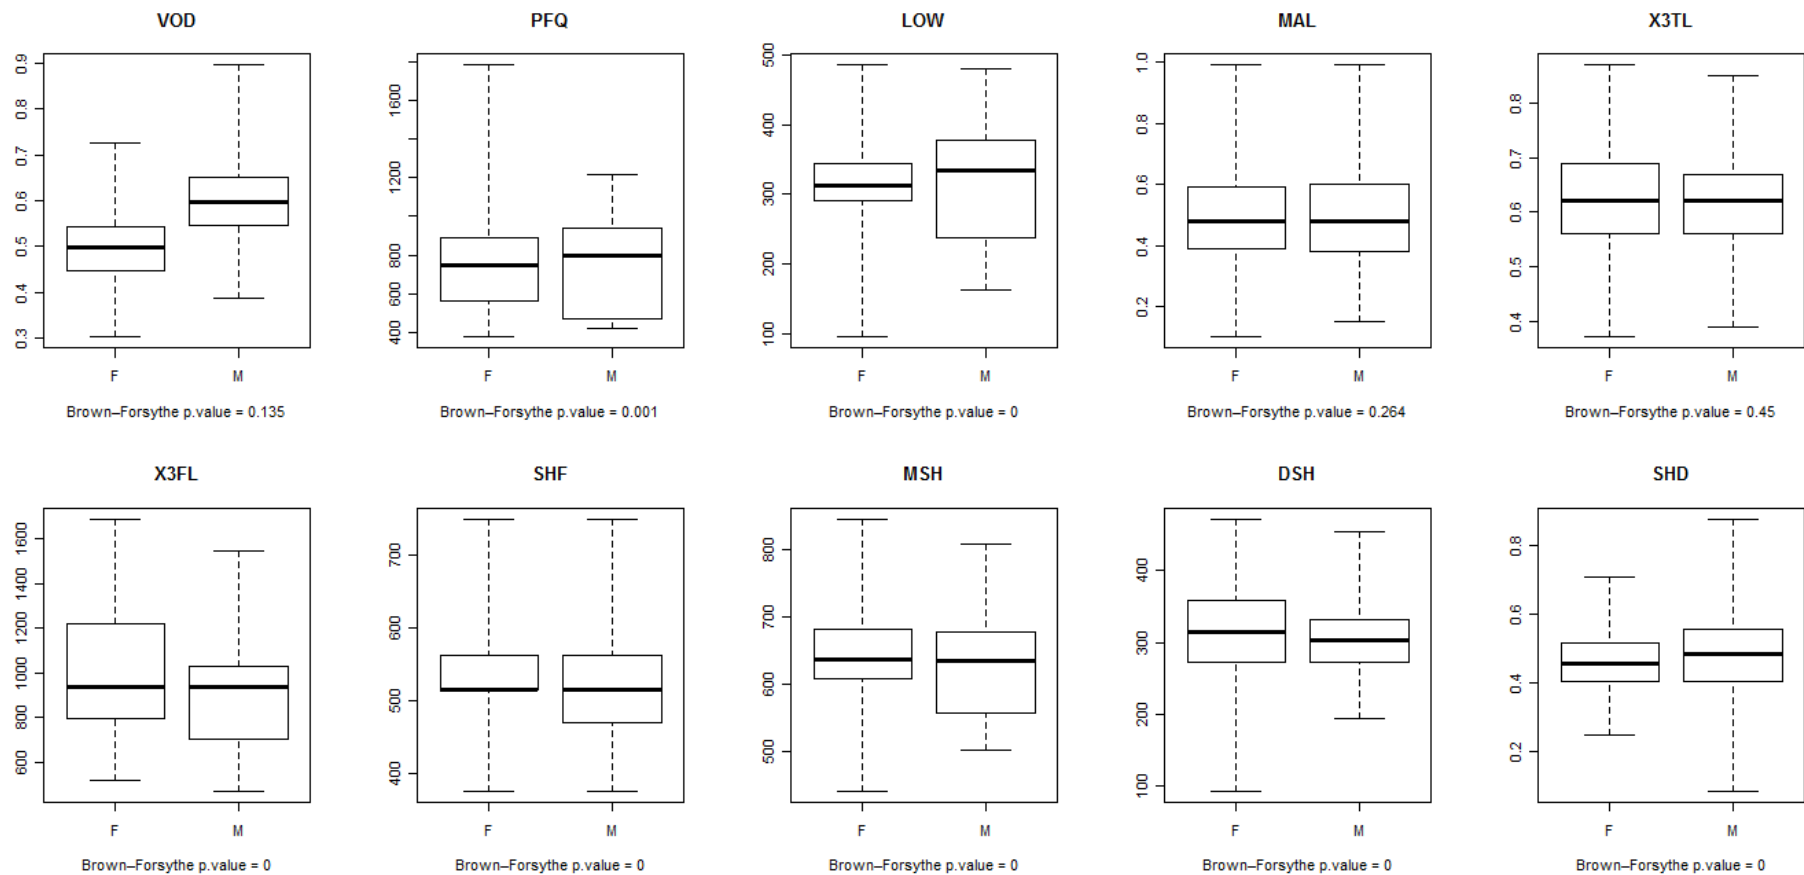 VOD PFQ LOW MAL X3TL
0.3 0.4 0.5 0.6 0.7 0.8 0.9
F M
Brown–Forsythe p.value = 0.135
400 600 800 1200 1600
F M
Brown–Forsythe p.value = 0.001
100 200 300 400 500
F M
Brown–Forsythe p.value = 0
0.2 0.4 0.6 0.8 1.0
F M
Brown–Forsythe p.value = 0.264
0.4 0.5 0.6 0.7 0.8
F M
Brown–Forsythe p.value = 0.45
X3FL SHF MSH DSH SHD
600 800 1000 1200 1400 1600
F M
Brown–Forsythe p.value = 0
400 500 600 700
F M
Brown–Forsythe p.value = 0
500 600 700 800
F M
Brown–Forsythe p.value = 0
100 200 300 400
F M
Brown–Forsythe p.value = 0
0.2 0.4 0.6 0.8
F M
Brown–Forsythe p.value = 0